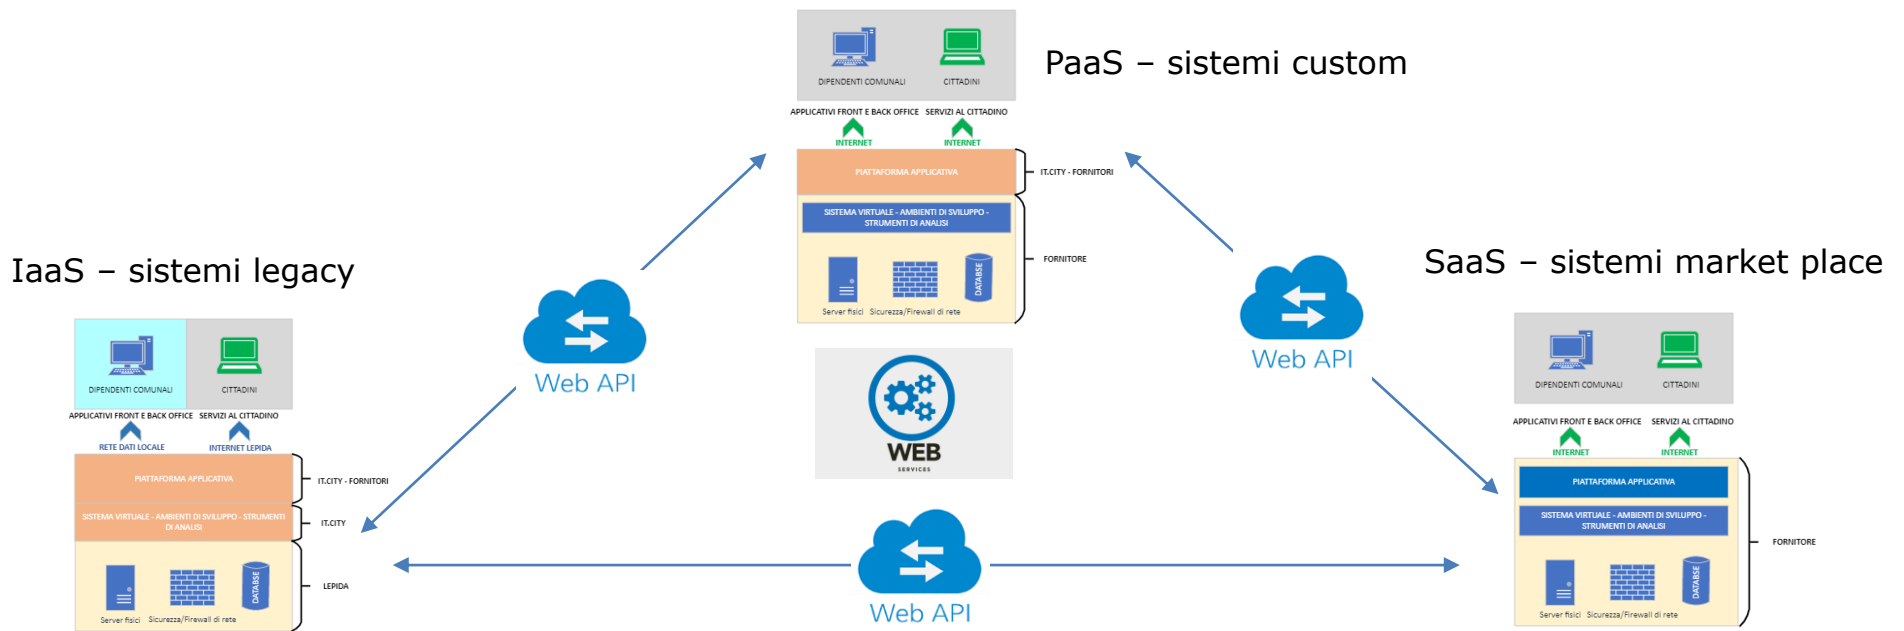 PaaS – sistemi custom
DIPENDENTI COMUNALI
CITTADINI
APPLICATIVI FRONT E BACK OFFICE
SERVIZI AL CITTADINO
INTERNET
INTERNET
PIATTAFORMA APPLICATIVA
IT.CITY - FORNITORI
SISTEMA VIRTUALE - AMBIENTI DI SVILUPPO -
STRUMENTI DI ANALISI
FORNITORE
DATABSE
Server fisici
Sicurezza/Firewall di rete
IaaS – sistemi legacy
DIPENDENTI COMUNALI
CITTADINI
APPLICATIVI FRONT E BACK OFFICE
SERVIZI AL CITTADINO
RETE DATI LOCALE
INTERNET LEPIDA
PIATTAFORMA APPLICATIVA
IT.CITY - FORNITORI
SISTEMA VIRTUALE - AMBIENTI DI SVILUPPO - STRUMENTI
DI ANALISI
IT.CITY
DATABSE
LEPIDA
Server fisici
Sicurezza/Firewall di rete
Web API
WEB
SERVICES
Web API
Web API
SaaS – sistemi market place
DIPENDENTI COMUNALI
CITTADINI
APPLICATIVI FRONT E BACK OFFICE
SERVIZI AL CITTADINO
INTERNET
INTERNET
PIATTAFORMA APPLICATIVA
SISTEMA VIRTUALE - AMBIENTI DI SVILUPPO -
STRUMENTI DI ANALISI
FORNITORE
DATABSE
Server fisici
Sicurezza/Firewall di rete